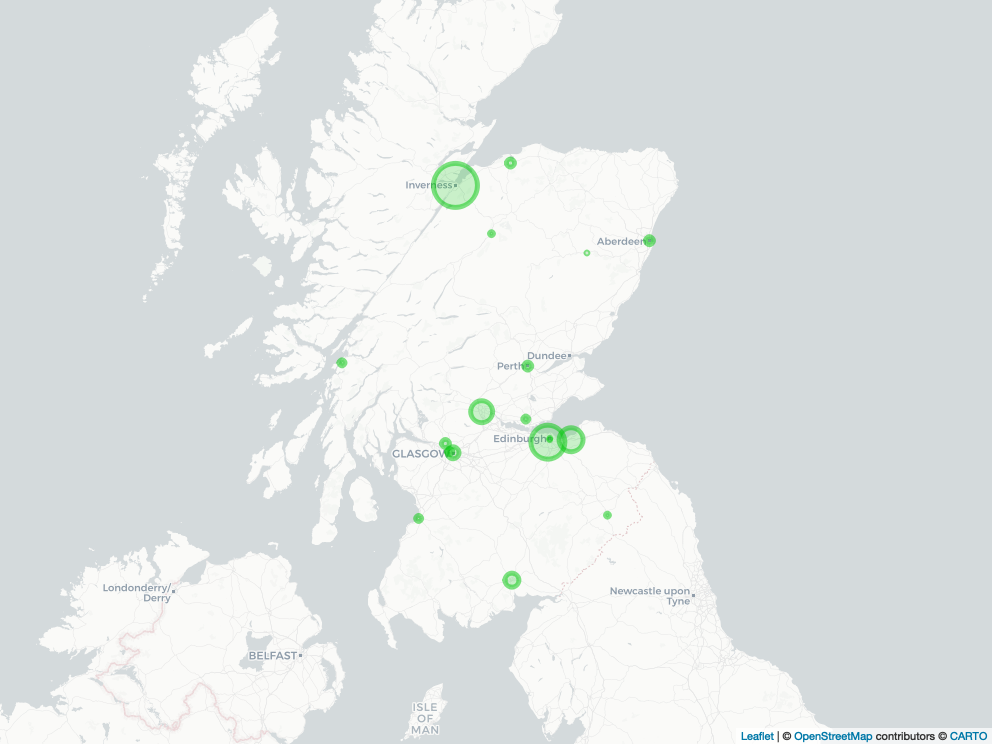 Inverness
Aberdeen
Dundee
Perth
Edinburgh
GLASGOW
Londonderry/
Derry
Newcastle upon
Tyne
BELFAST
ISLE
OF
MAN
Leaflet | © OpenStreetMap contributors © CARTO